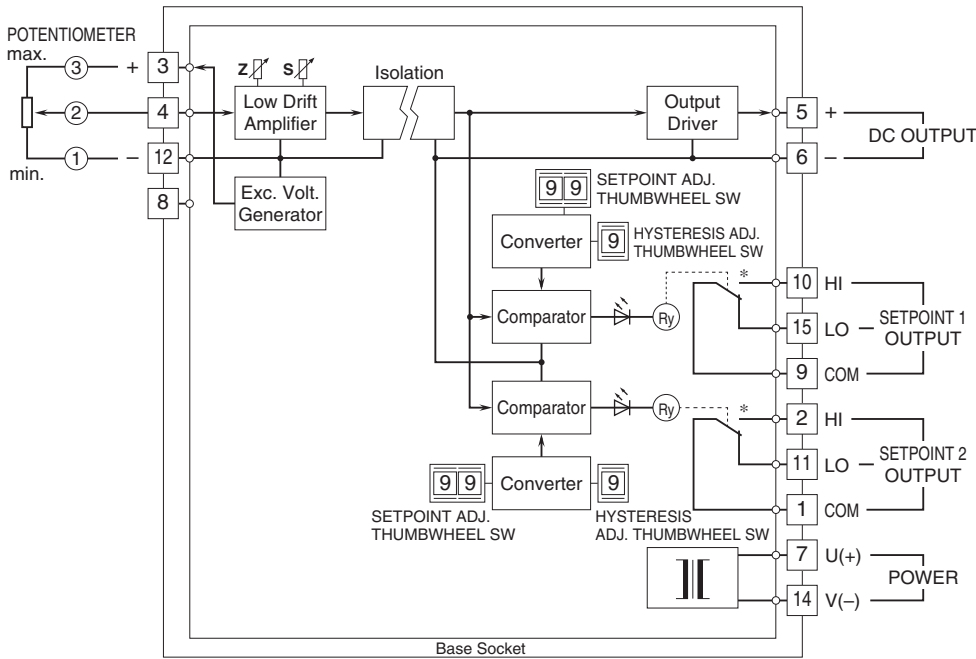 POTENTIOMETER
max.
3
+
3
2
4
1
–
12
min.
8
Z
S
Isolation
Low Drift
Amplifier
Exc. Volt.
Generator
Output
Driver
5
+
6
–
DC OUTPUT
9 9
SETPOINT ADJ.
THUMBWHEEL SW
Converter
9
HYSTERESIS ADJ.
THUMBWHEEL SW
Comparator
Ry
*
10
HI
15
LO
9
COM
SETPOINT 1
OUTPUT
Comparator
Ry
*
2
HI
11
LO
1
COM
SETPOINT 2
OUTPUT
9 9
Converter
9
SETPOINT ADJ.
THUMBWHEEL SW
HYSTERESIS
ADJ. THUMBWHEEL SW
7
U(+)
14
V(–)
POWER
Base Socket